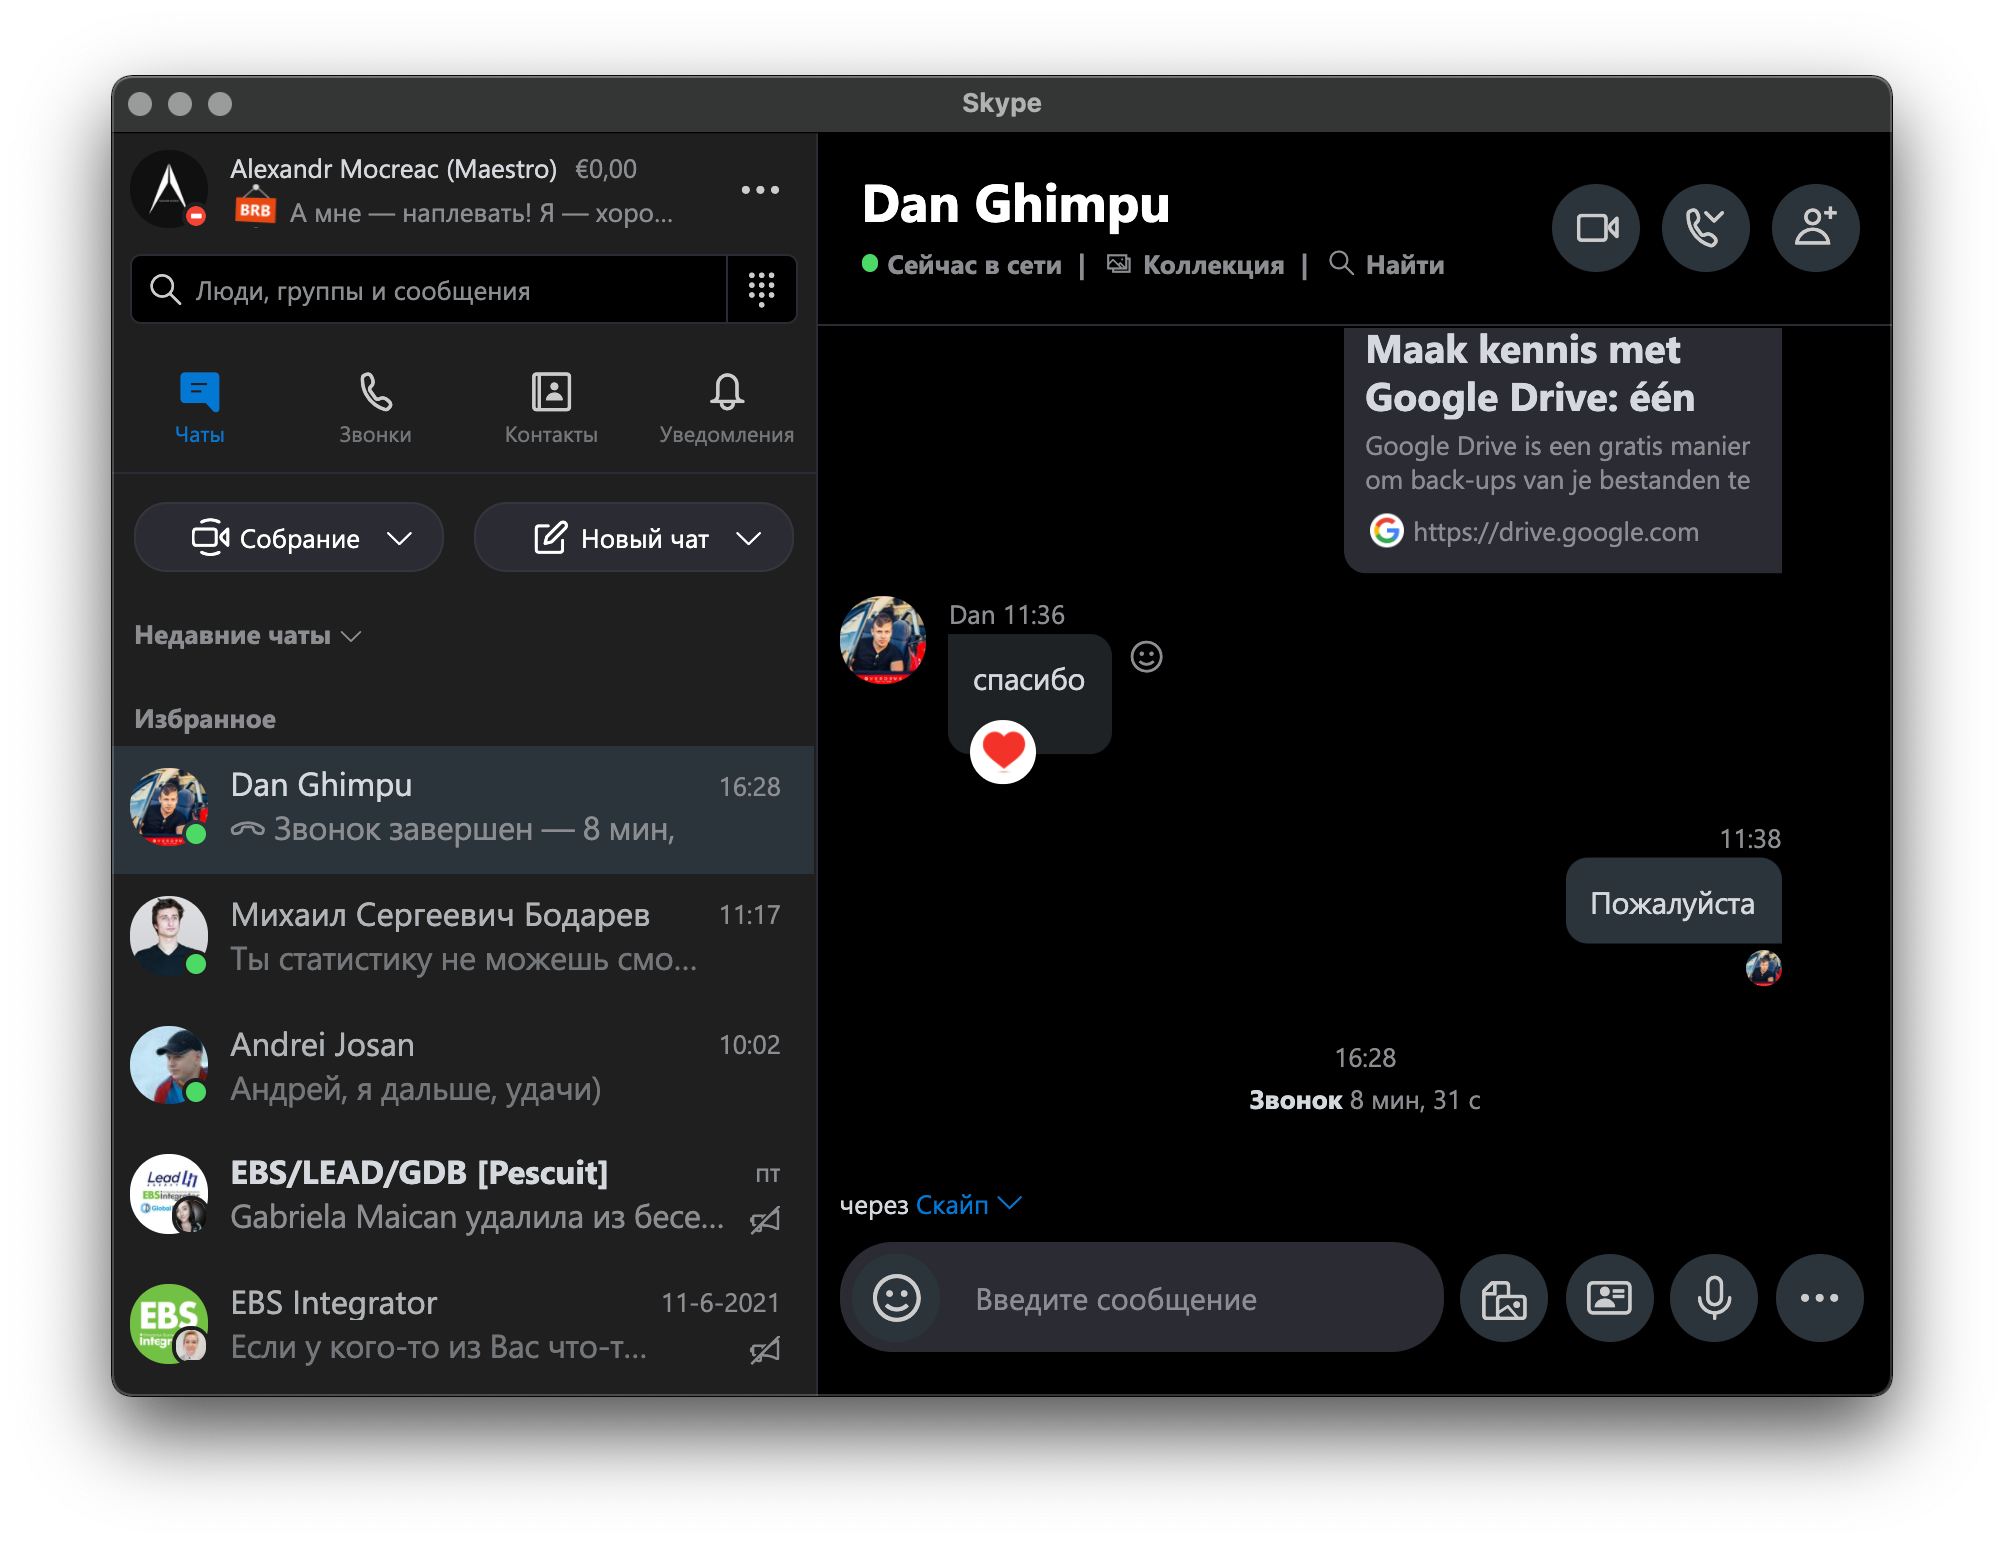 Skype
Alexandr Mocreac (Maestro) €0,00
BRB А мне — наплевать! Я — хоро...
Люди, группы и сообщения
Чаты
Звонки
Контакты
Уведомления
Собрание
Новый чат
Недавние чаты
Избранное
Dan Ghimpu 16:28
Звонок завершен — 8 мин,
Михаил Сергеевич Бодарев 11:17
Ты статистику не можешь смо...
Andrei Josan 10:02
Андрей, я дальше, удачи)
EBS/LEAD/GDB [Pescuit] пт
Gabriela Maican удалила из бесе...
Lead
EBSIntegrator
Global
EBS Integrator 11-6-2021
Если у кого-то из Вас что-т...
EBS
Integr
Dan Ghimpu
Сейчас в сети | Коллекция | Найти
Maak kennis met
Google Drive: één
Google Drive is een gratis manier
om back-ups van je bestanden te
https://drive.google.com
Dan 11:36
спасибо
11:38
Пожалуйста
16:28
Звонок 8 мин, 31 с
через Скайп
Введите сообщение